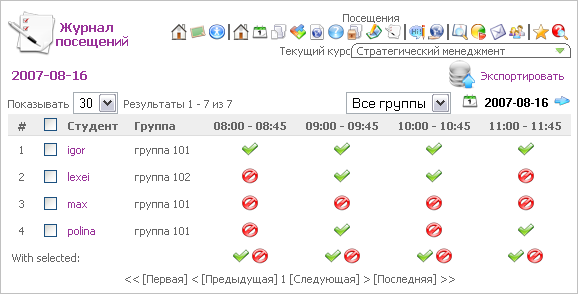 Посещения
Журнал
посещений
Текущий курс Стратегический менеджмент
2007-08-16
Экспортировать
Показывать 30 Результаты 1 - 7 из 7 Все группы 2007-08-16
# Студент Группа 08:00 - 08:45 09:00 - 09:45 10:00 - 10:45 11:00 - 11:45
1 igor группа 101
2 lexei группа 102
3 max группа 101
4 polina группа 101
With selected:
<< [Первая] < [Предыдущая] 1 [Следующая] > [Последняя] >>